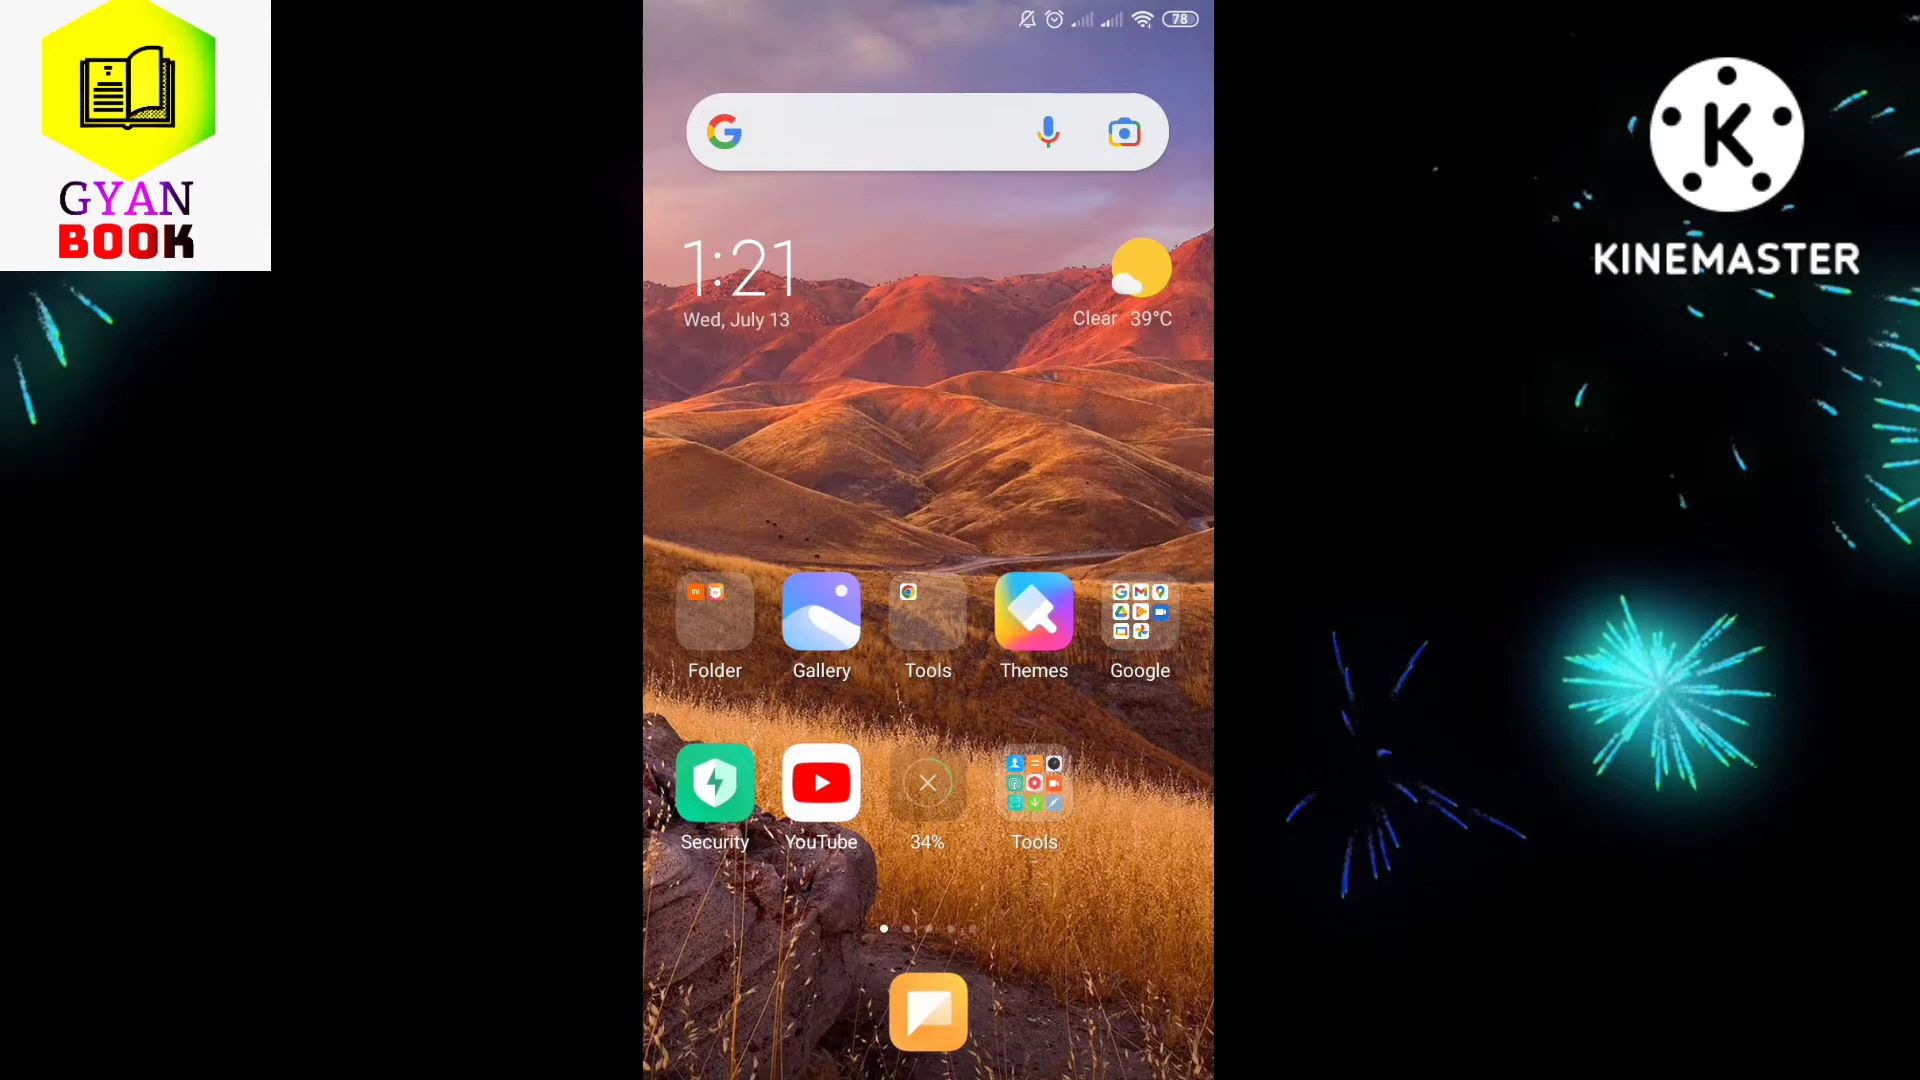 78
GYAN
BOOK
K
KINEMASTER
1:21
Wed, July 13
Clear 39°C
Folder
Gallery
Tools
Themes
Google
Security
YouTube
34%
Tools